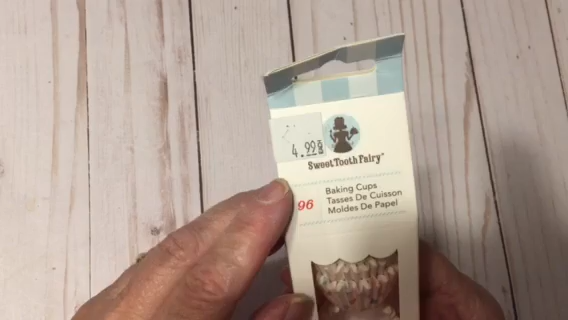 4.99
Sweet Tooth Fairy®
96
Baking Cups
Tasses De Cuisson
Moldes De Papel